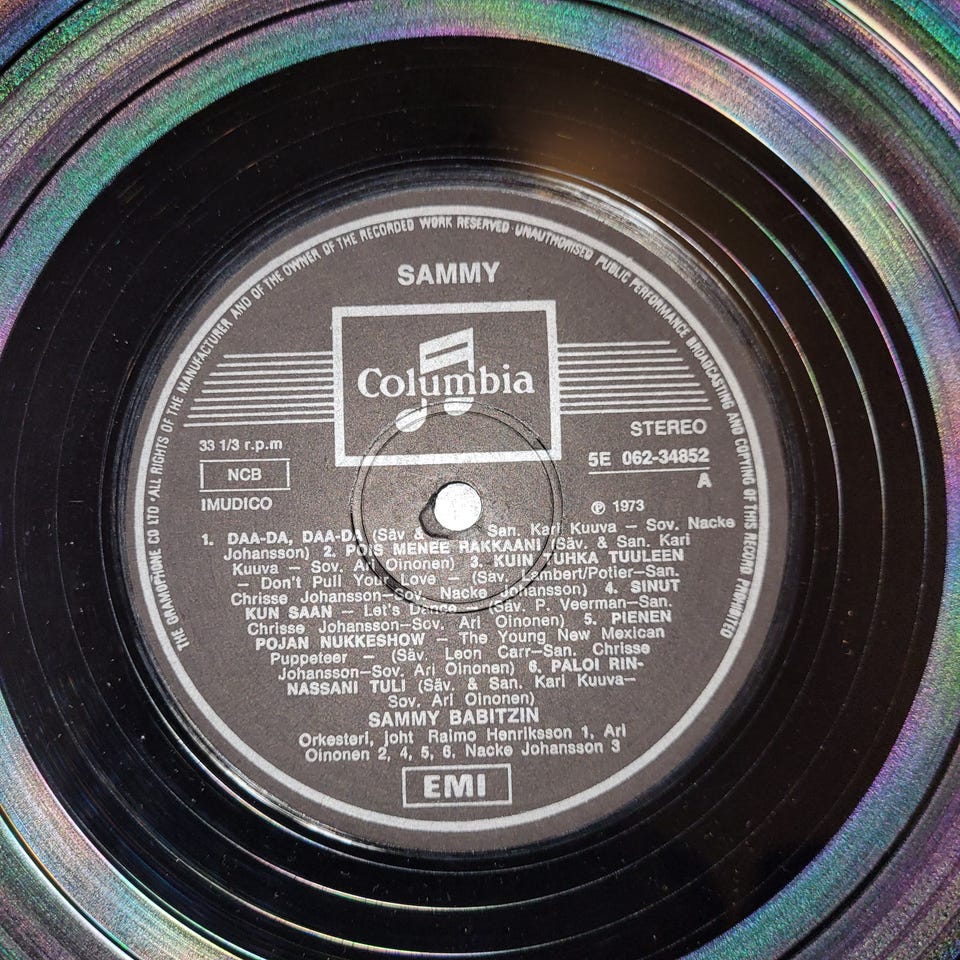 THE GRAMOPHONE CO LTD · ALL RIGHTS OF THE MANUFACTURER AND OF THE OWNER OF THE RECORDED WORK RESERVED · UNAUTHORISED PUBLIC PERFORMANCE BROADCASTING AND COPYING OF THIS RECORD PROHIBITED
SAMMY
Columbia
33 1/3 r.p.m
STEREO
NCB
5E 062-34852
A
IMUDICO
℗ 1973
1. DAA-DA, DAA-DA (Säv & San. Kari Kuuva – Sov. Nacke
Johansson) 2. POIS MENEE RAKKAANI (Säv. & San. Kari
Kuuva – Sov. Ari Oinonen) 3. KUIN TUHKA TUULEEN
– Don't Pull Your Love – (Säv. Lambert/Potier–San.
Chrisse Johansson–Sov. Nacke Johansson) 4. SINUT
KUN SAAN – Let's Dance – (Säv. P. Veerman–San.
Chrisse Johansson–Sov. Ari Oinonen) 5. PIENEN
POJAN NUKKESHOW – The Young New Mexican
Puppeteer – (Säv. Leon Carr–San. Chrisse
Johansson–Sov. Ari Oinonen) 6. PALOI RIN-
NASSANI TULI (Säv. & San. Kari Kuuva–
Sov. Ari Oinonen)
SAMMY BABITZIN
Orkesteri, joht Raimo Henriksson 1, Ari
Oinonen 2, 4, 5, 6, Nacke Johansson 3
EMI